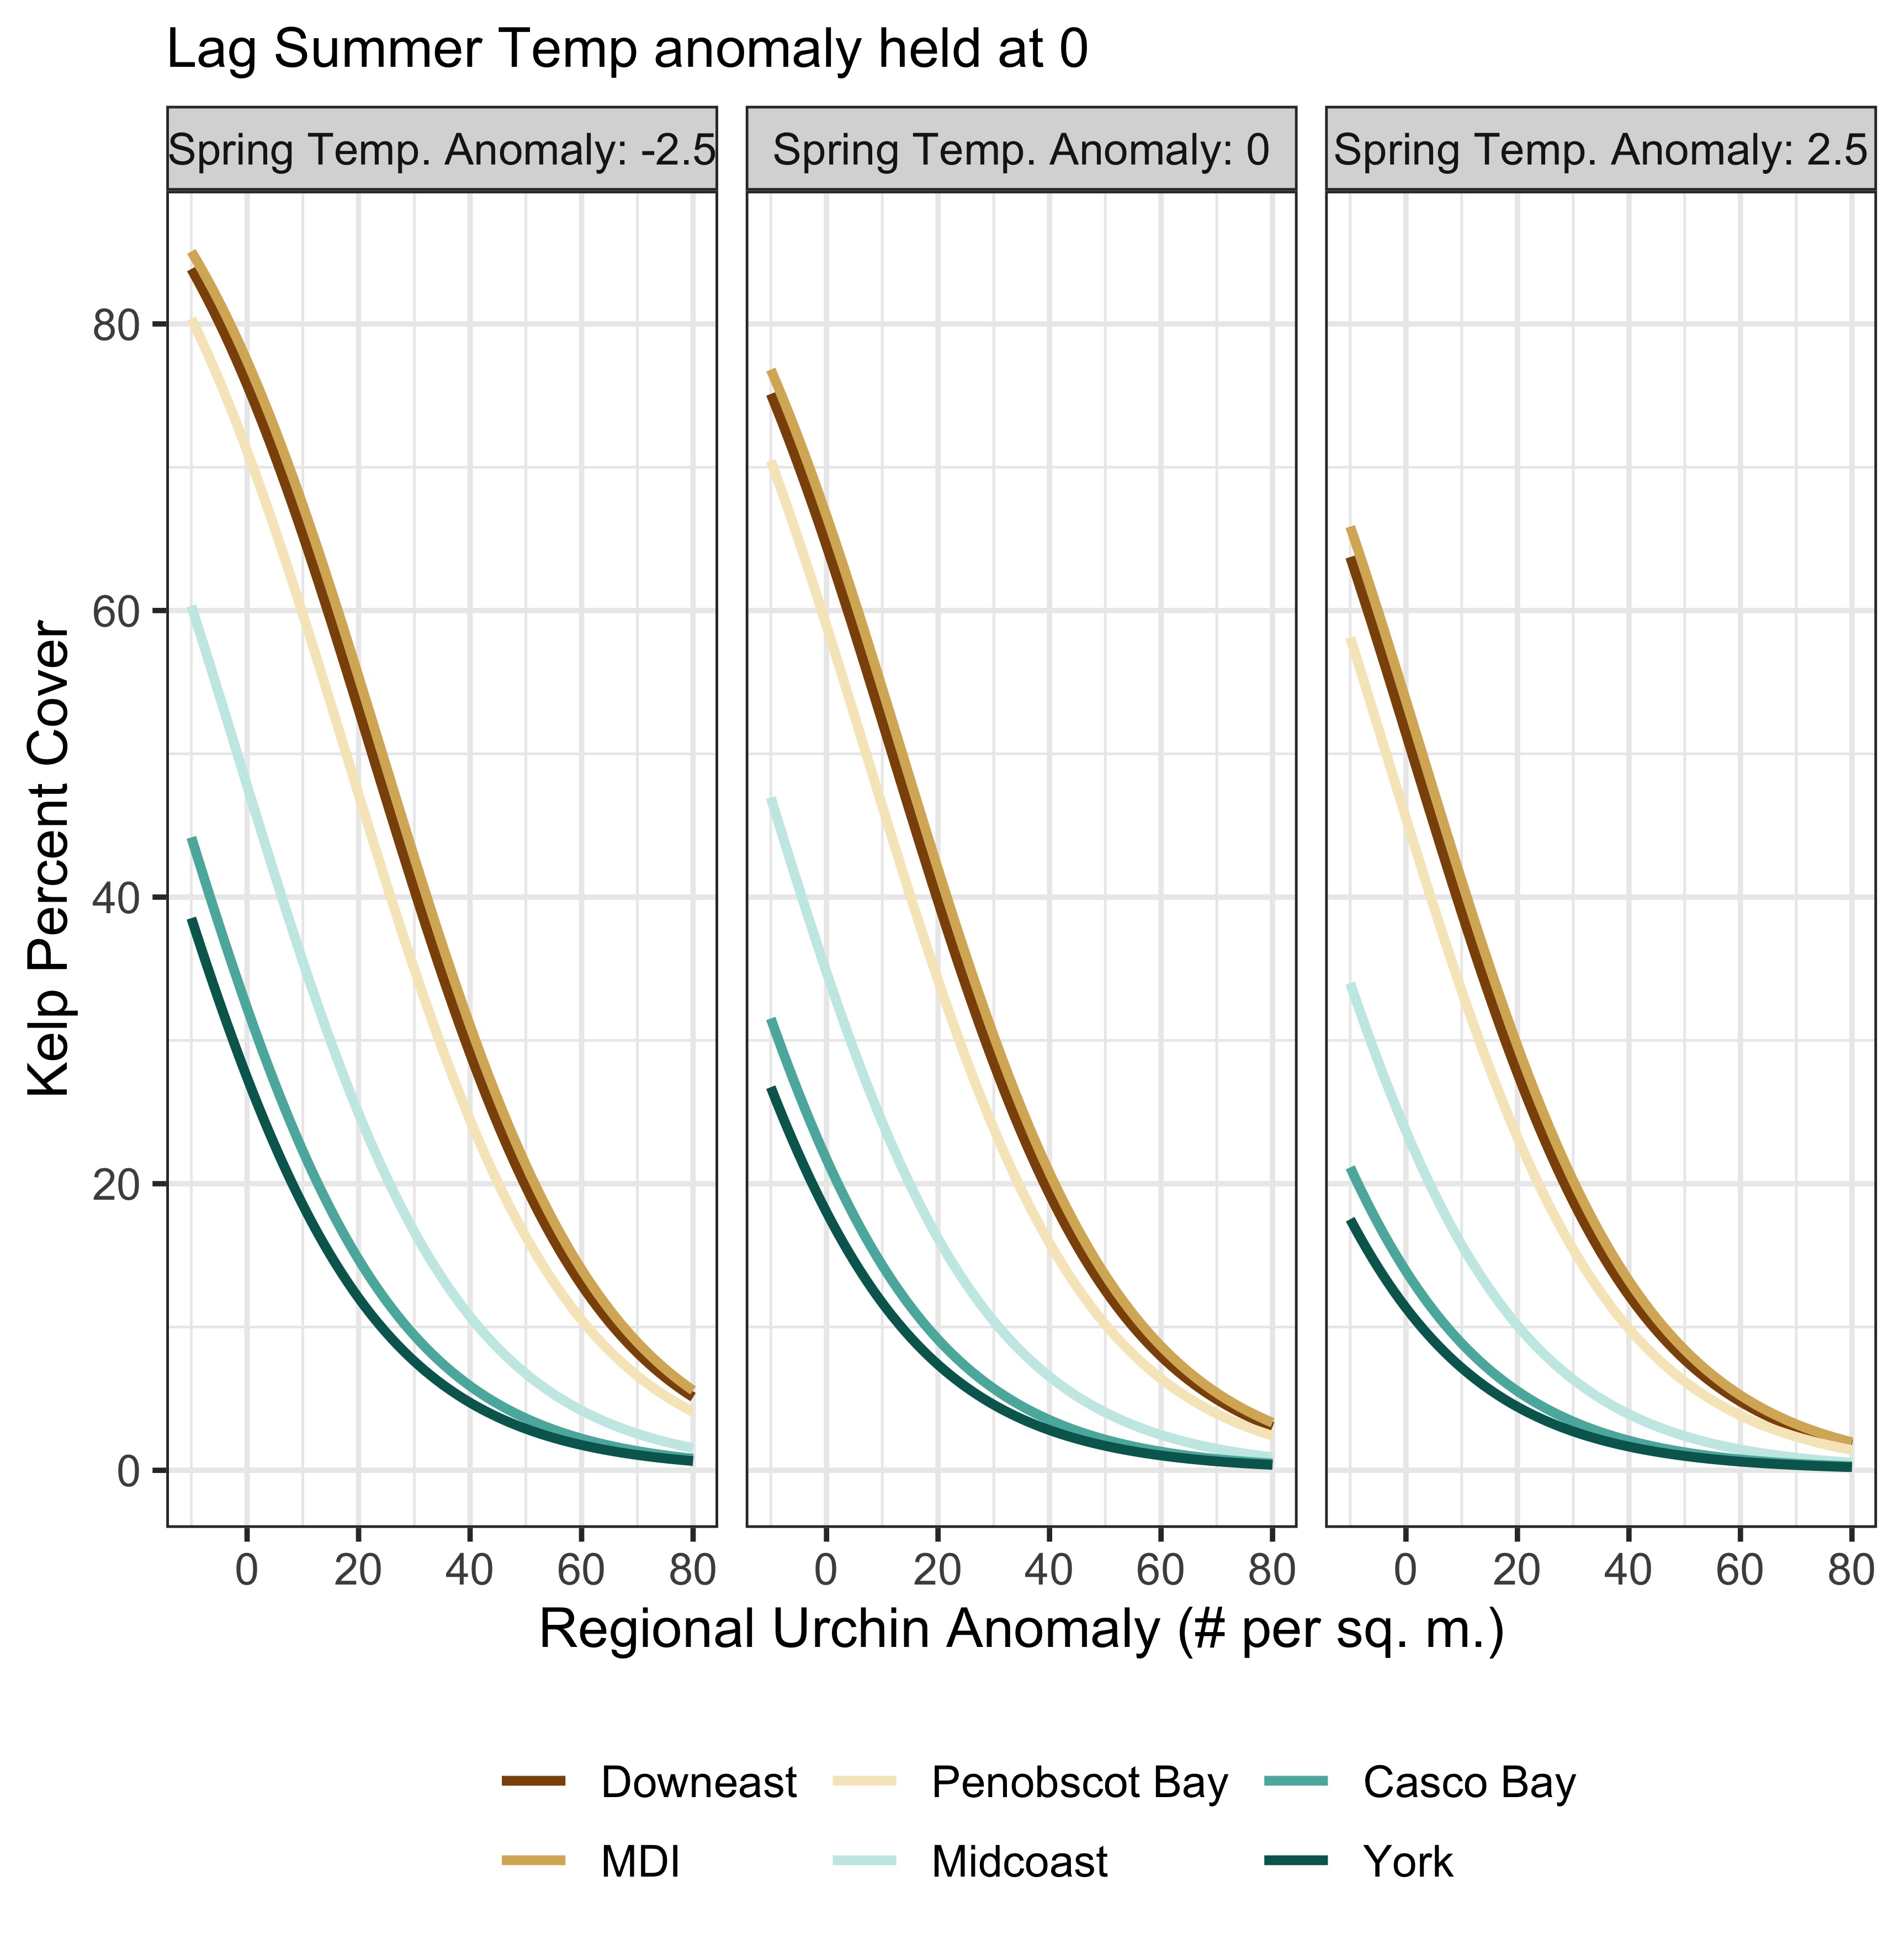 Lag Summer Temp anomaly held at 0
Spring Temp. Anomaly: -2.5 Spring Temp. Anomaly: 0 Spring Temp. Anomaly: 2.5
80
60
40
20
0
Kelp Percent Cover
0 20 40 60 80 0 20 40 60 80 0 20 40 60 80
Regional Urchin Anomaly (# per sq. m.)
Downeast Penobscot Bay Casco Bay
MDI Midcoast York